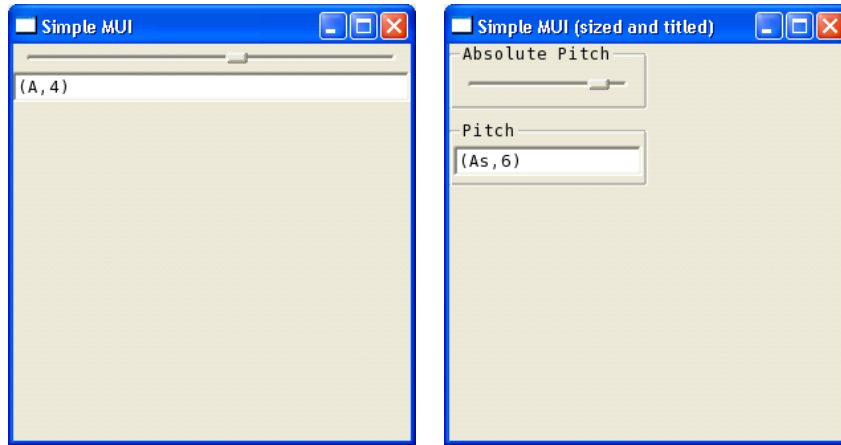 Simple MUI
(A,4)
Simple MUI (sized and titled)
Absolute Pitch
Pitch
(As,6)